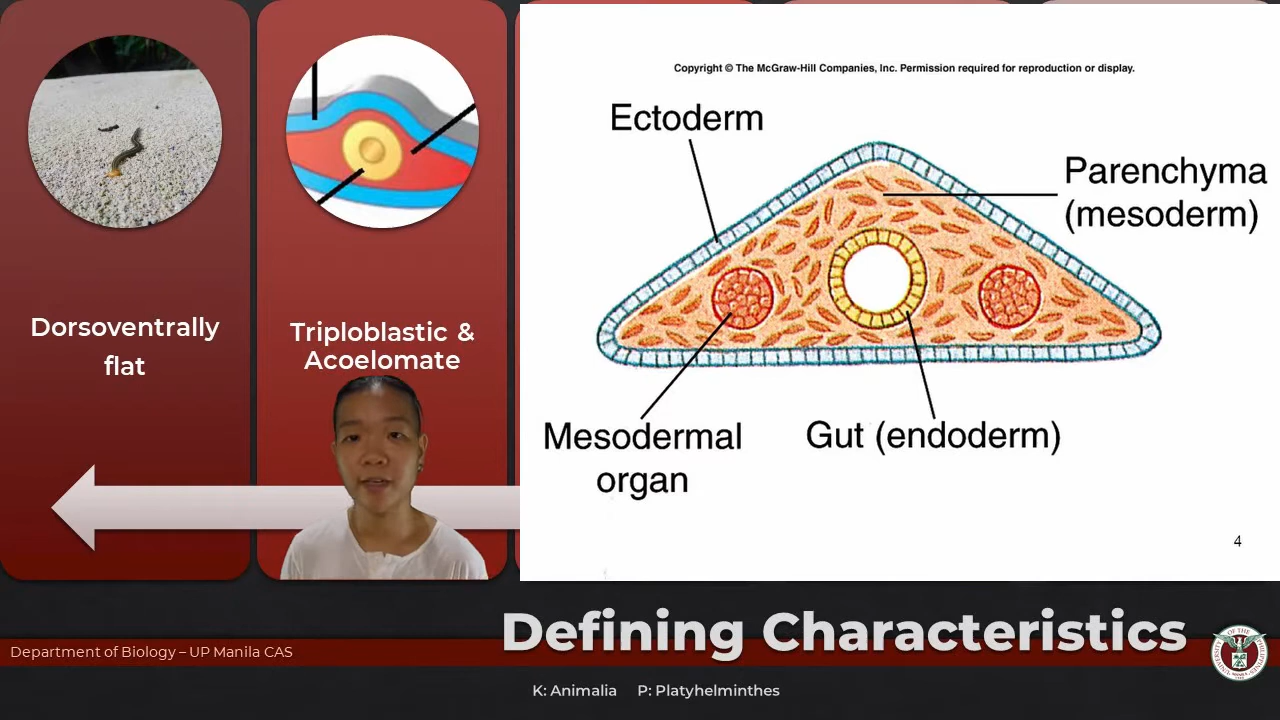 Copyright © The McGraw-Hill Companies, Inc. Permission required for reproduction or display.
Ectoderm
Parenchyma
(mesoderm)
Dorsoventrally
flat
Triploblastic &
Acoelomate
Mesodermal
organ
Gut (endoderm)
4
Defining Characteristics
Department of Biology – UP Manila CAS
K: Animalia P: Platyhelminthes